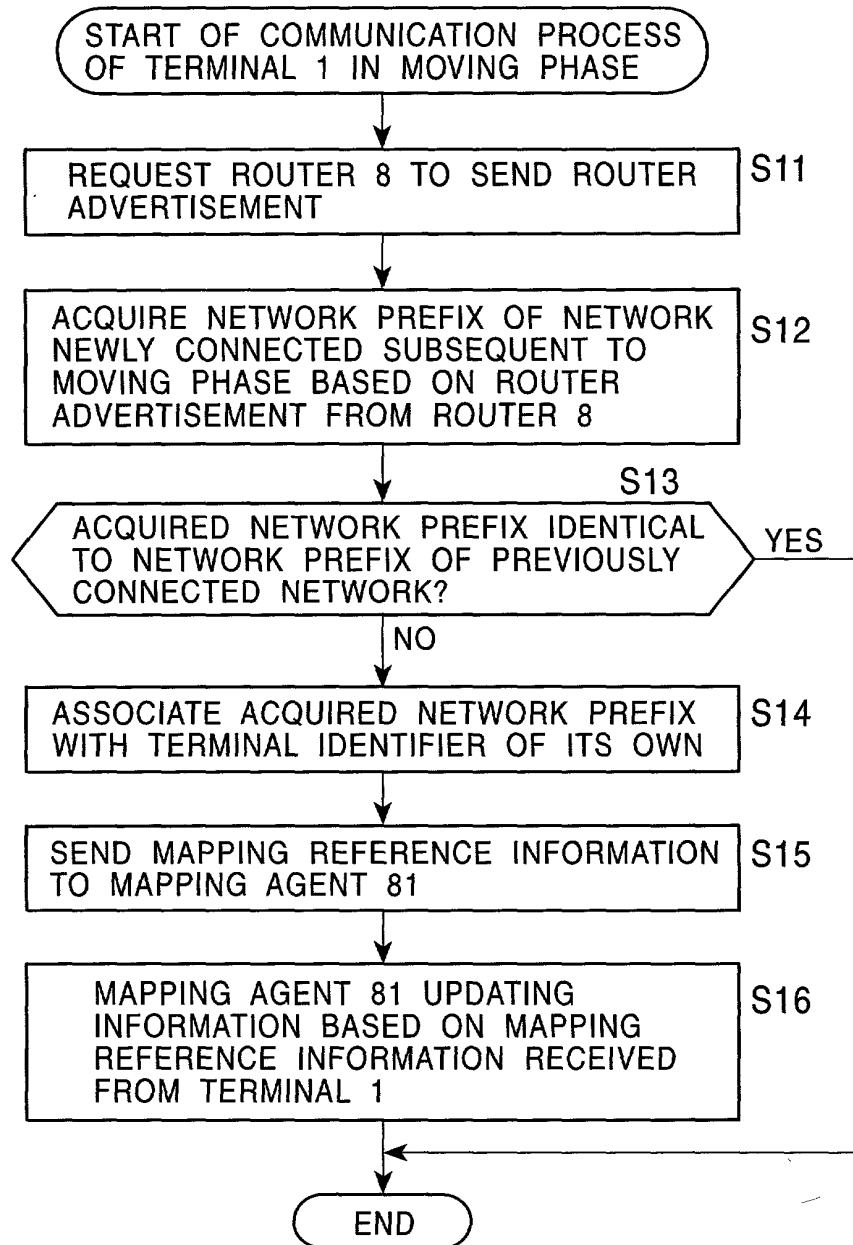 START OF COMMUNICATION PROCESS
OF TERMINAL 1 IN MOVING PHASE
REQUEST ROUTER 8 TO SEND ROUTER
ADVERTISEMENT
S11
ACQUIRE NETWORK PREFIX OF NETWORK
NEWLY CONNECTED SUBSEQUENT TO
MOVING PHASE BASED ON ROUTER
ADVERTISEMENT FROM ROUTER 8
S12
S13
ACQUIRED NETWORK PREFIX IDENTICAL
TO NETWORK PREFIX OF PREVIOUSLY
CONNECTED NETWORK?
YES
NO
ASSOCIATE ACQUIRED NETWORK PREFIX
WITH TERMINAL IDENTIFIER OF ITS OWN
S14
SEND MAPPING REFERENCE INFORMATION
TO MAPPING AGENT 81
S15
MAPPING AGENT 81 UPDATING
INFORMATION BASED ON MAPPING
REFERENCE INFORMATION RECEIVED
FROM TERMINAL 1
S16
END